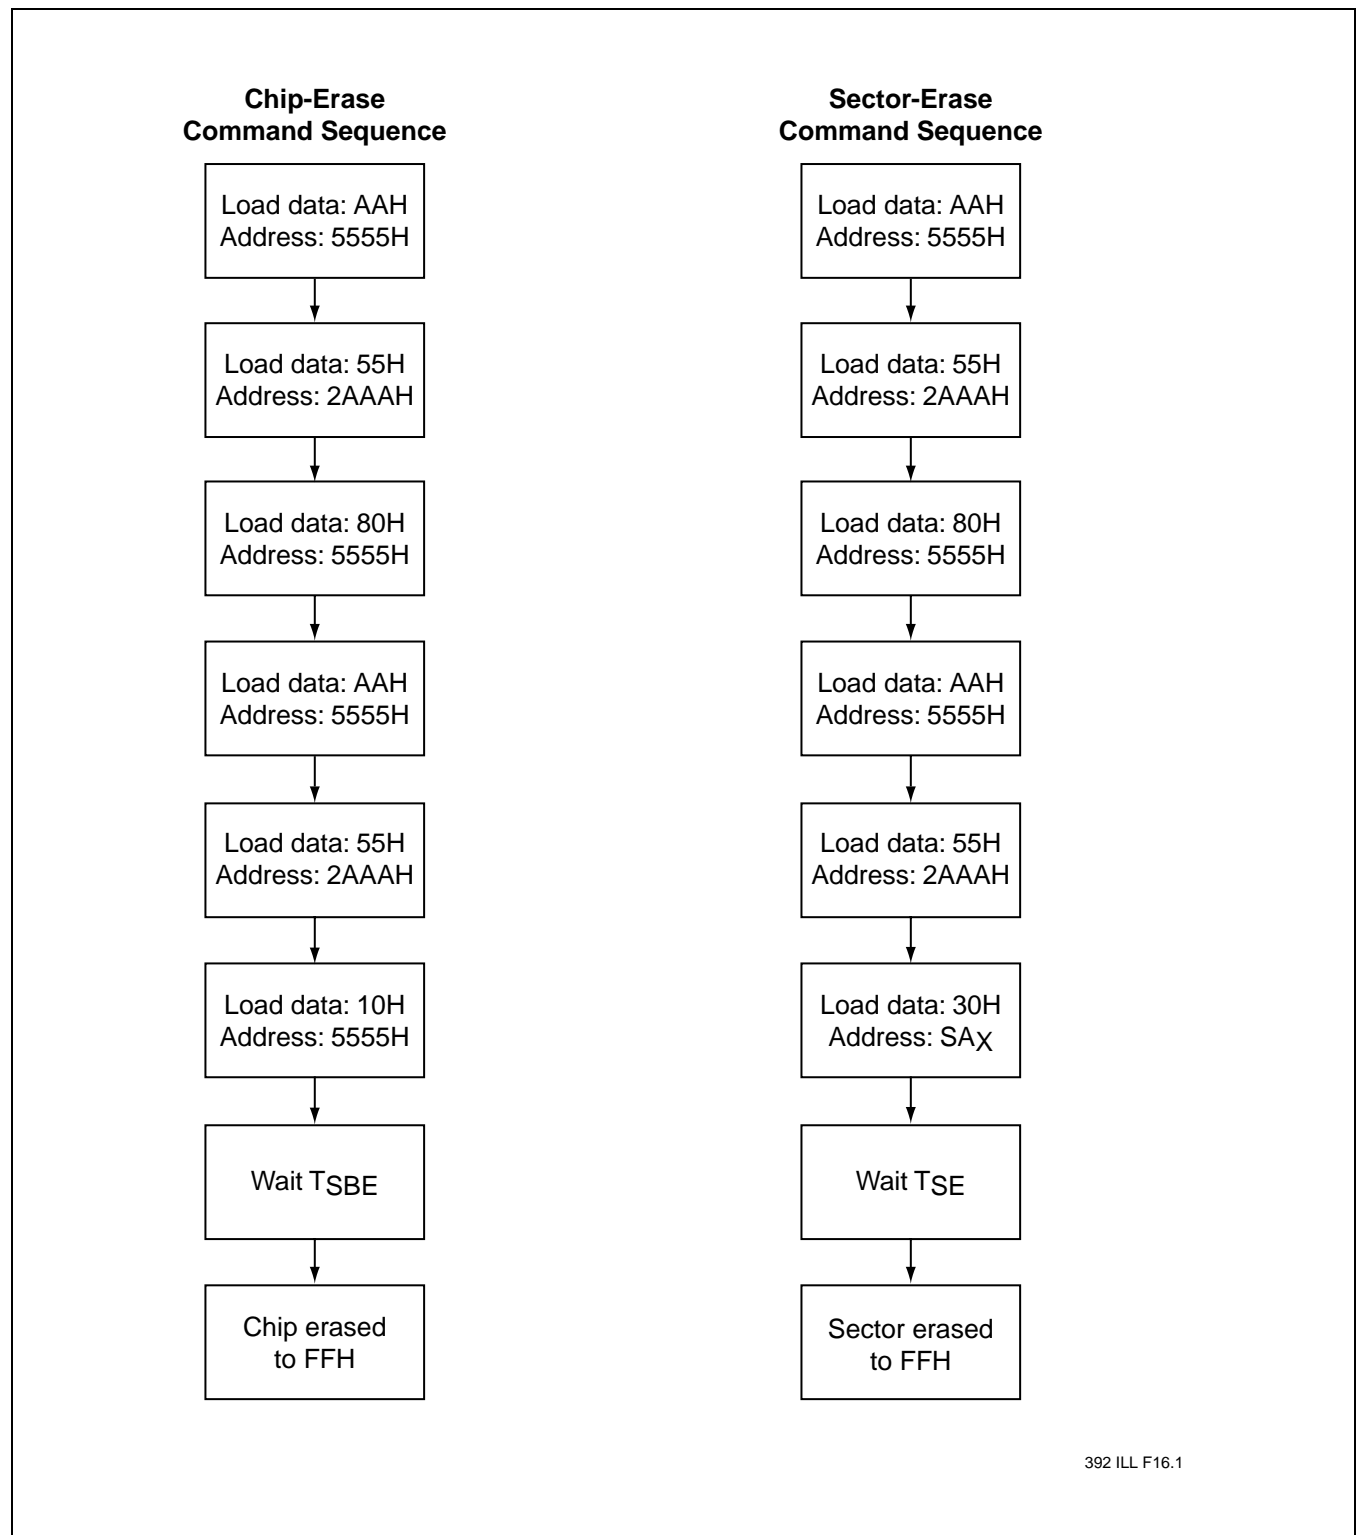 Chip-Erase
Command Sequence
Load data: AAH
Address: 5555H
Load data: 55H
Address: 2AAAH
Load data: 80H
Address: 5555H
Load data: AAH
Address: 5555H
Load data: 55H
Address: 2AAAH
Load data: 10H
Address: 5555H
Wait TSBE
Chip erased
to FFH
Sector-Erase
Command Sequence
Load data: AAH
Address: 5555H
Load data: 55H
Address: 2AAAH
Load data: 80H
Address: 5555H
Load data: AAH
Address: 5555H
Load data: 55H
Address: 2AAAH
Load data: 30H
Address: SAX
Wait TSE
Sector erased
to FFH
392 ILL F16.1